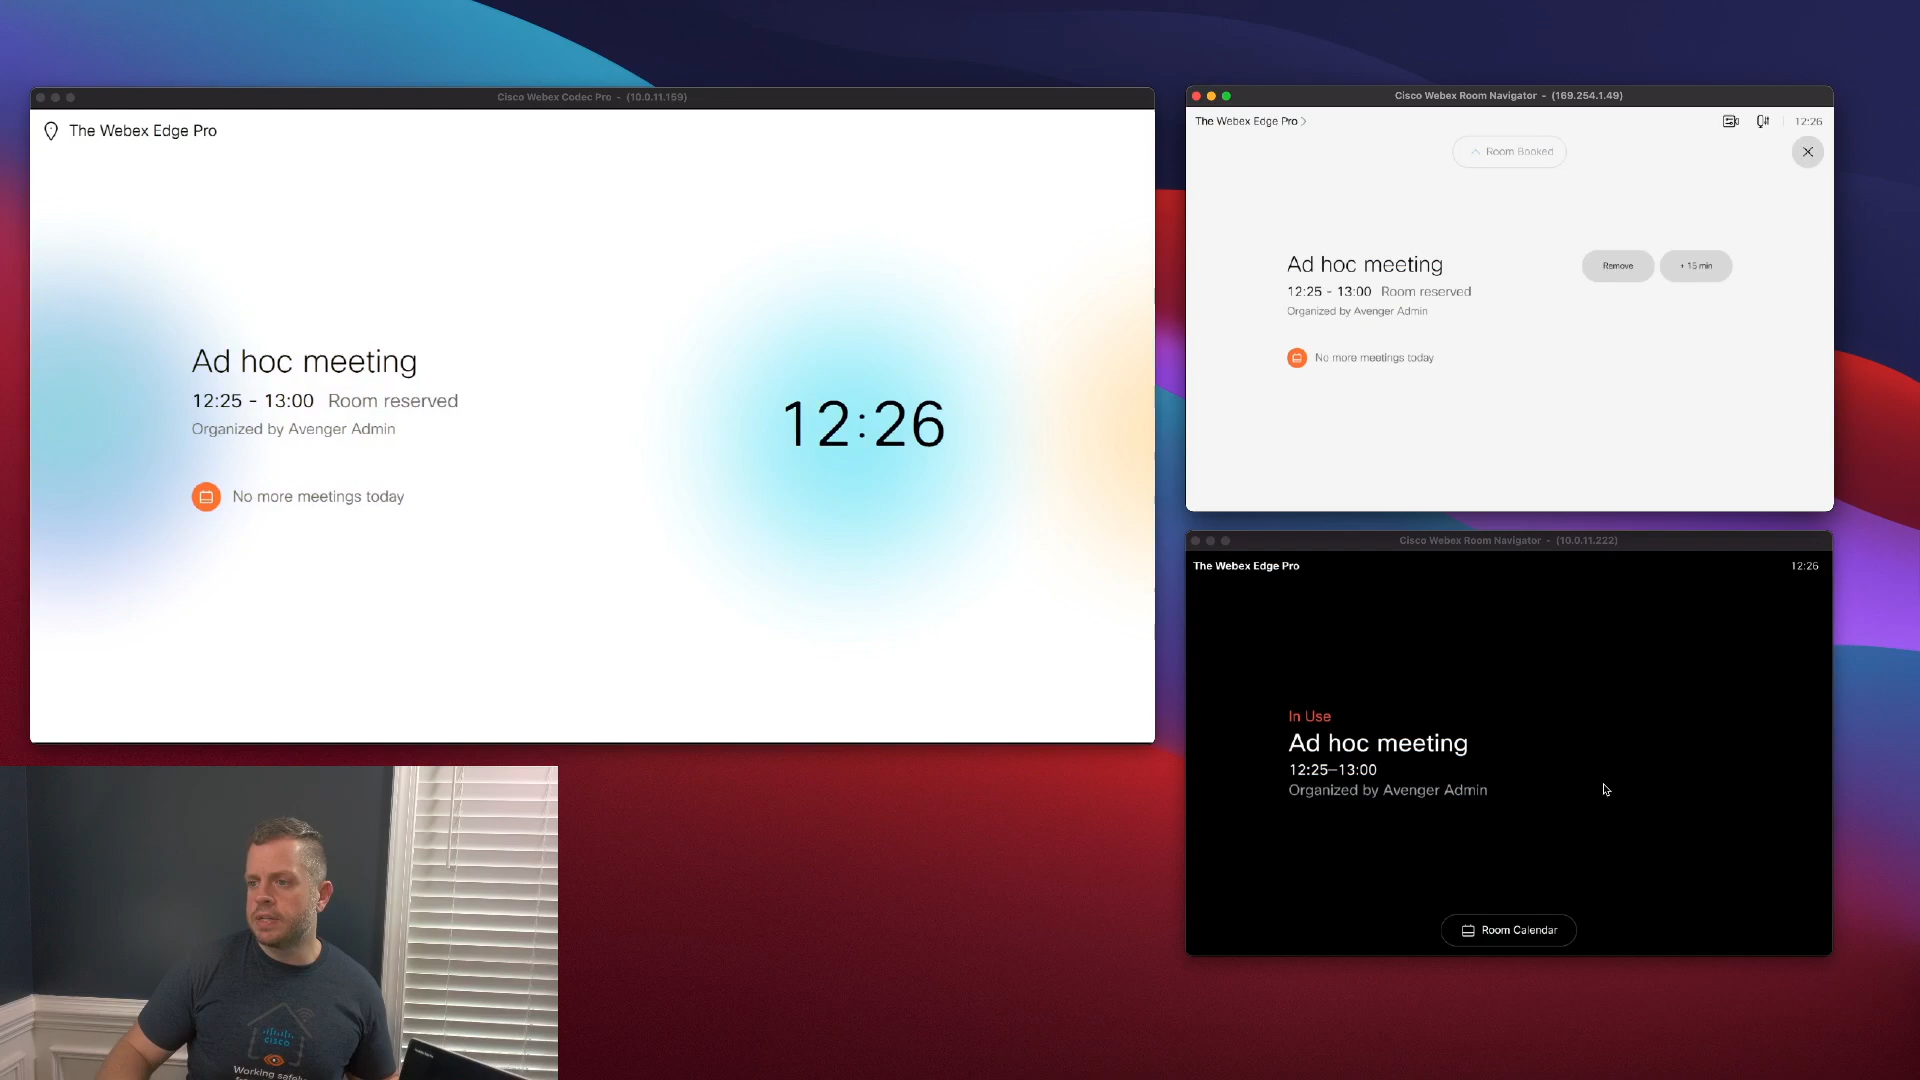 Cisco Webex Codec Pro - (10.0.11.159)
The Webex Edge Pro
Ad hoc meeting
12:25 - 13:00 Room reserved
Organized by Avenger Admin
No more meetings today
12:26
Cisco Webex Room Navigator - (169.254.1.49)
The Webex Edge Pro
12:26
Room Booked
Ad hoc meeting
12:25 - 13:00 Room reserved
Organized by Avenger Admin
Remove
+ 15 min
No more meetings today
Cisco Webex Room Navigator - (10.0.11.222)
The Webex Edge Pro
12:26
In Use
Ad hoc meeting
12:25–13:00
Organized by Avenger Admin
Room Calendar
CISCO
Working safely